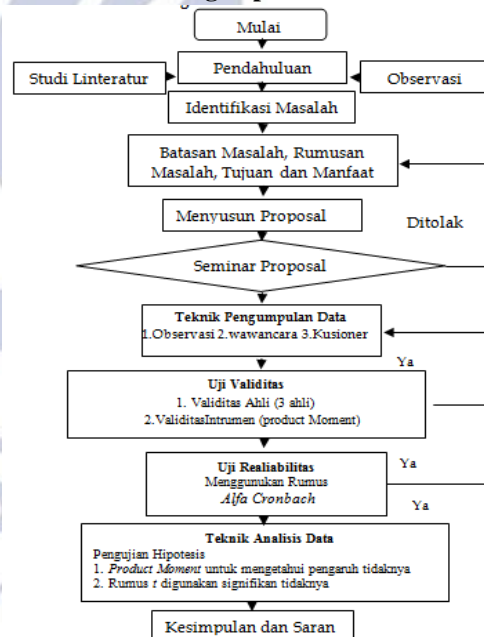 Mulai
Pendahuluan
Studi Linteratur
Observasi
Identifikasi Masalah
Batasan Masalah, Rumusan
Masalah, Tujuan dan Manfaat
Menyusun Proposal
Ditolak
Seminar Proposal
Teknik Pengumpulan Data
1.Observasi 2.wawancara 3.Kusioner
Ya
Uji Validitas
1. Validitas Ahli (3 ahli)
2.ValiditasIntrumen (product Moment)
Uji Realiabilitas
Menggunakan Rumus
Alfa Cronbach
Ya
Ya
Teknik Analisis Data
Pengujian Hipotesis
1. Product Moment untuk mengetahui pengaruh tidaknya
2. Rumus t digunakan signifikan tidaknya
Kesimpulan dan Saran